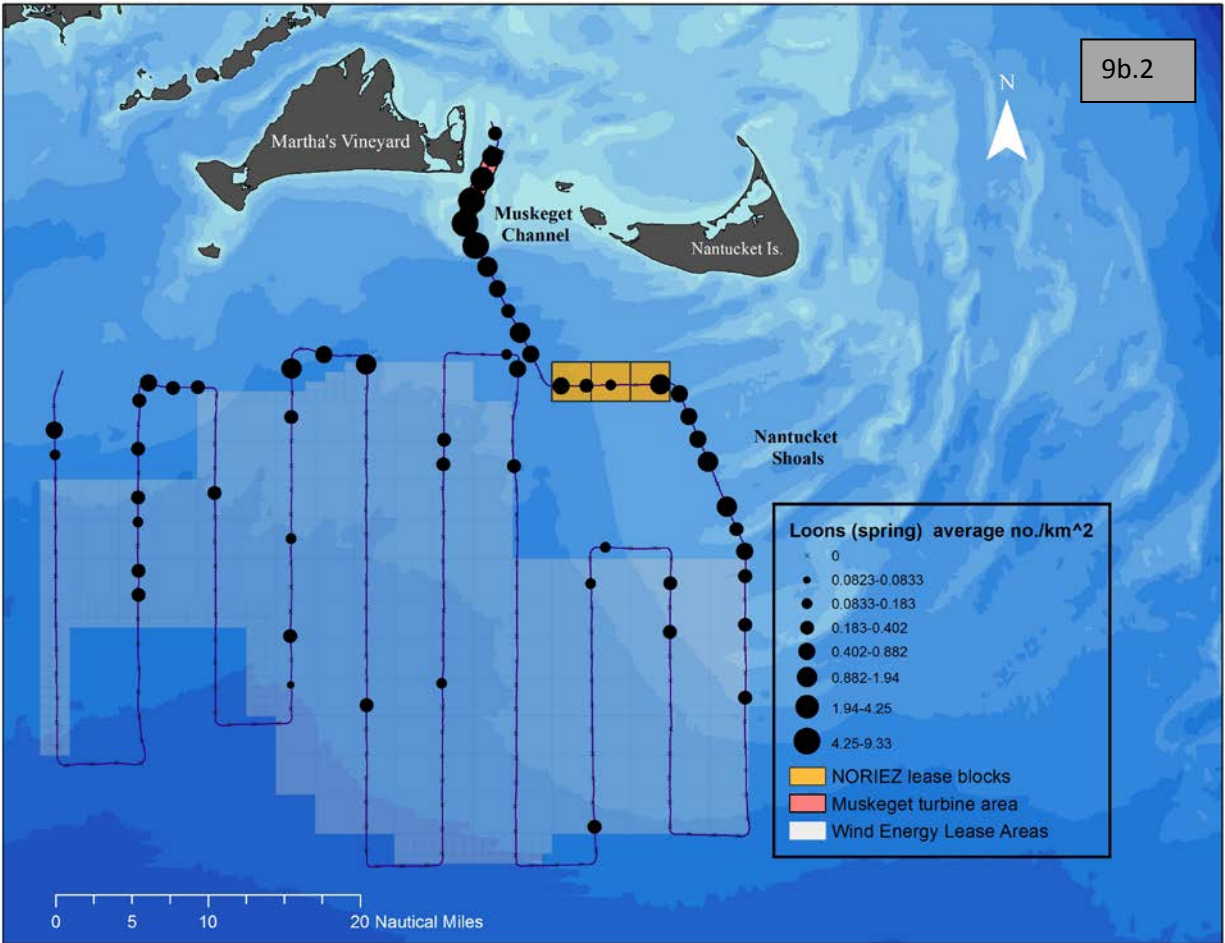 9b.2
N
Martha's Vineyard
Muskeget
Channel
Nantucket Is.
Nantucket
Shoals
Loons (spring) average no./km^2
0
0.0823-0.0833
0.0833-0.183
0.183-0.402
0.402-0.882
0.882-1.94
1.94-4.25
4.25-9.33
NORIEZ lease blocks
Muskeget turbine area
Wind Energy Lease Areas
0 5 10 20 Nautical Miles